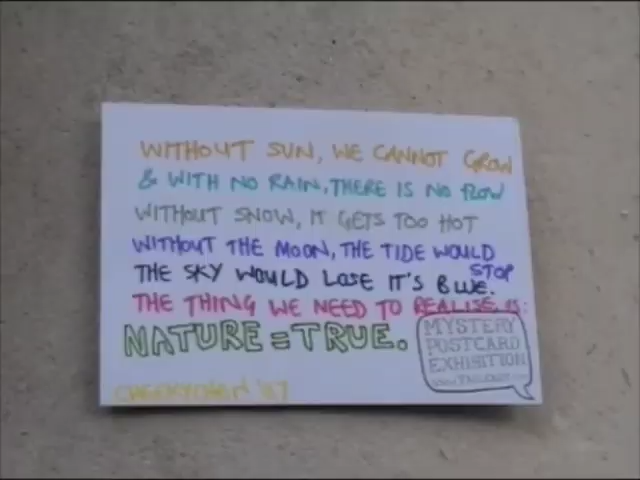 WITHOUT SUN, WE CANNOT GROW
& WITH NO RAIN, THERE IS NO FLOW
WITHOUT SNOW, IT GETS TOO HOT
WITHOUT THE MOON, THE TIDE WOULD STOP
THE SKY WOULD LOSE IT'S BLUE.
THE THING WE NEED TO REALISE, IS:
NATURE = TRUE.
MYSTERY
POSTCARD
EXHIBITION